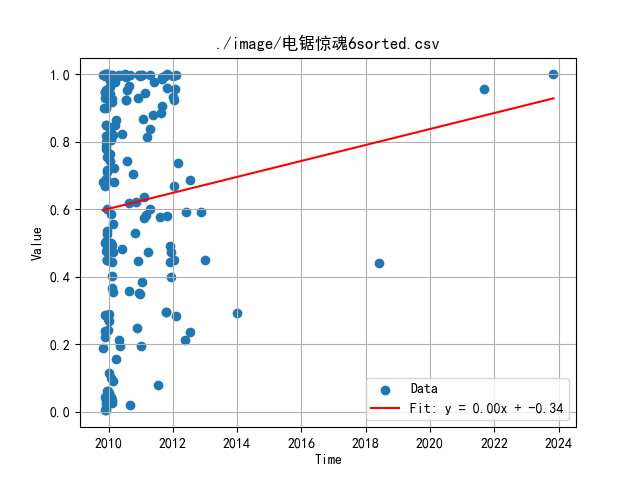 ./image/电锯惊魂6sorted.csv
1.0
0.8
0.6
0.4
0.2
0.0
Value
Data
Fit: y = 0.00x + -0.34
2010 2012 2014 2016 2018 2020 2022 2024
Time